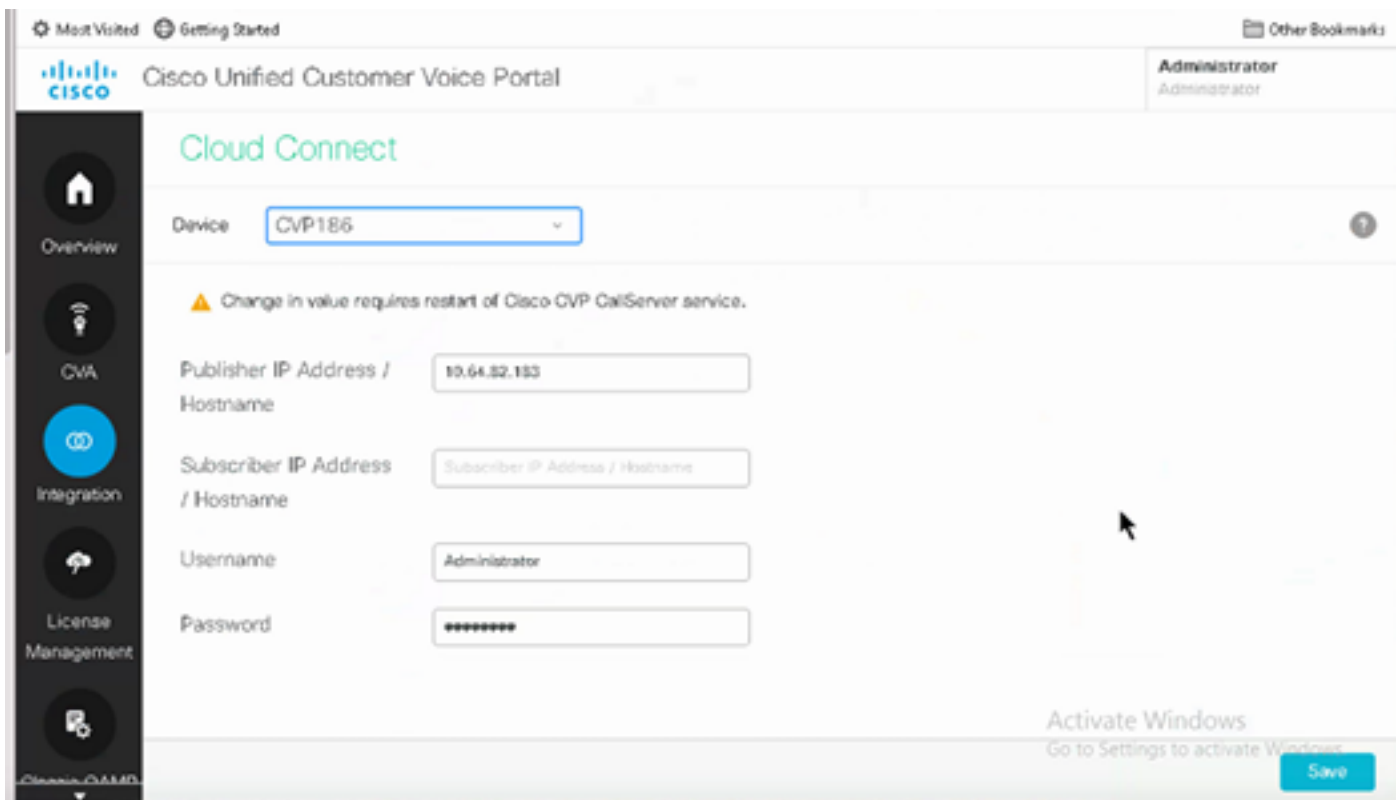 Most Visited Getting Started Other Bookmarks
CISCO Cisco Unified Customer Voice Portal Administrator
Administrator
Cloud Connect
Overview
Device CVP186 ?
Change in value requires restart of Cisco CVP CallServer service.
CVA
Publisher IP Address /
Hostname
10.64.82.183
Integration
Subscriber IP Address
/ Hostname
Subscriber IP Address / Hostname
Username Administrator
License
Management
Password ●●●●●●●●
Activate Windows
Go to Settings to activate Windows.
Classic OAMP
Save